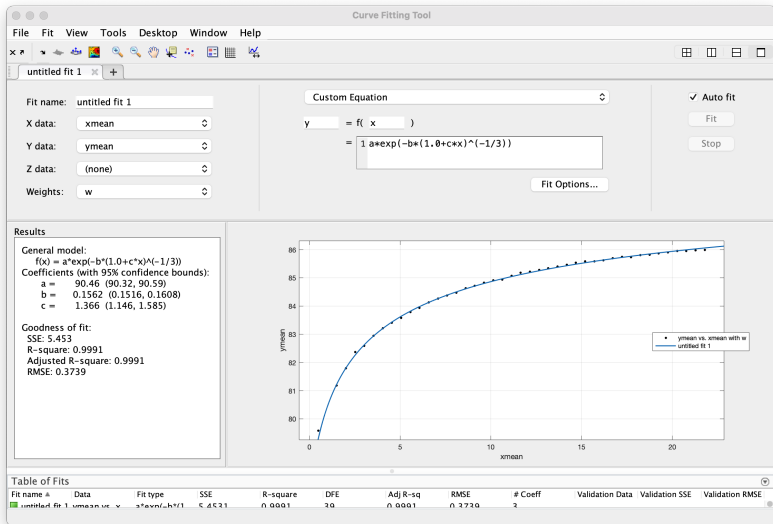 Curve Fitting Tool
File Fit View Tools Desktop Window Help
untitled fit 1
Fit name: untitled fit 1
X data: xmean
Y data: ymean
Z data: (none)
Weights: w
Custom Equation
y = f( x )
= 1 a*exp(-b*(1.0+c*x)^(-1/3))
Fit Options...
Auto fit
Fit
Stop
Results
General model:
f(x) = a*exp(-b*(1.0+c*x)^(-1/3))
Coefficients (with 95% confidence bounds):
a = 90.46 (90.32, 90.59)
b = 0.1562 (0.1516, 0.1608)
c = 1.366 (1.146, 1.585)
Goodness of fit:
SSE: 5.453
R-square: 0.9991
Adjusted R-square: 0.9991
RMSE: 0.3739
86
85
84
83
82
81
80
ymean
0 5 10 15 20
xmean
ymean vs. xmean with w
untitled fit 1
Table of Fits
Fit name Data Fit type SSE R-square DFE Adj R-sq RMSE # Coeff Validation Data Validation SSE Validation RMSE
untitled fit 1 ymean vs. x... a*exp(-b*(1... 5.4531 0.9991 39 0.9991 0.3739 3